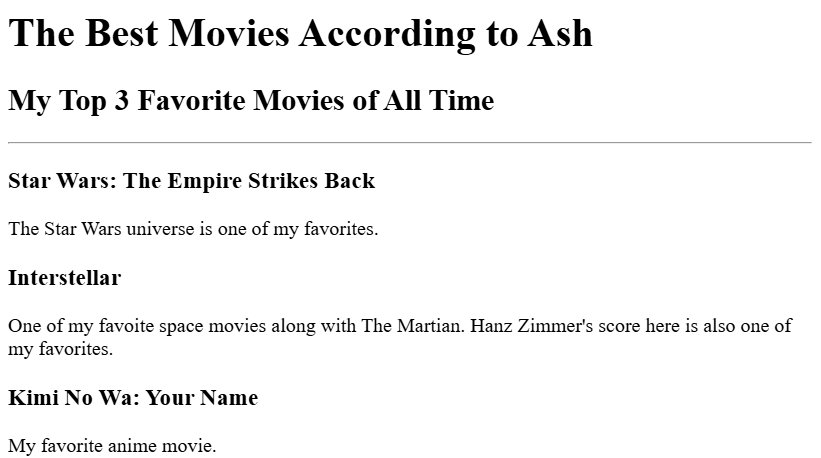 The Best Movies According to Ash
My Top 3 Favorite Movies of All Time
Star Wars: The Empire Strikes Back
The Star Wars universe is one of my favorites.
Interstellar
One of my favoite space movies along with The Martian. Hanz Zimmer's score here is also one of
my favorites.
Kimi No Wa: Your Name
My favorite anime movie.